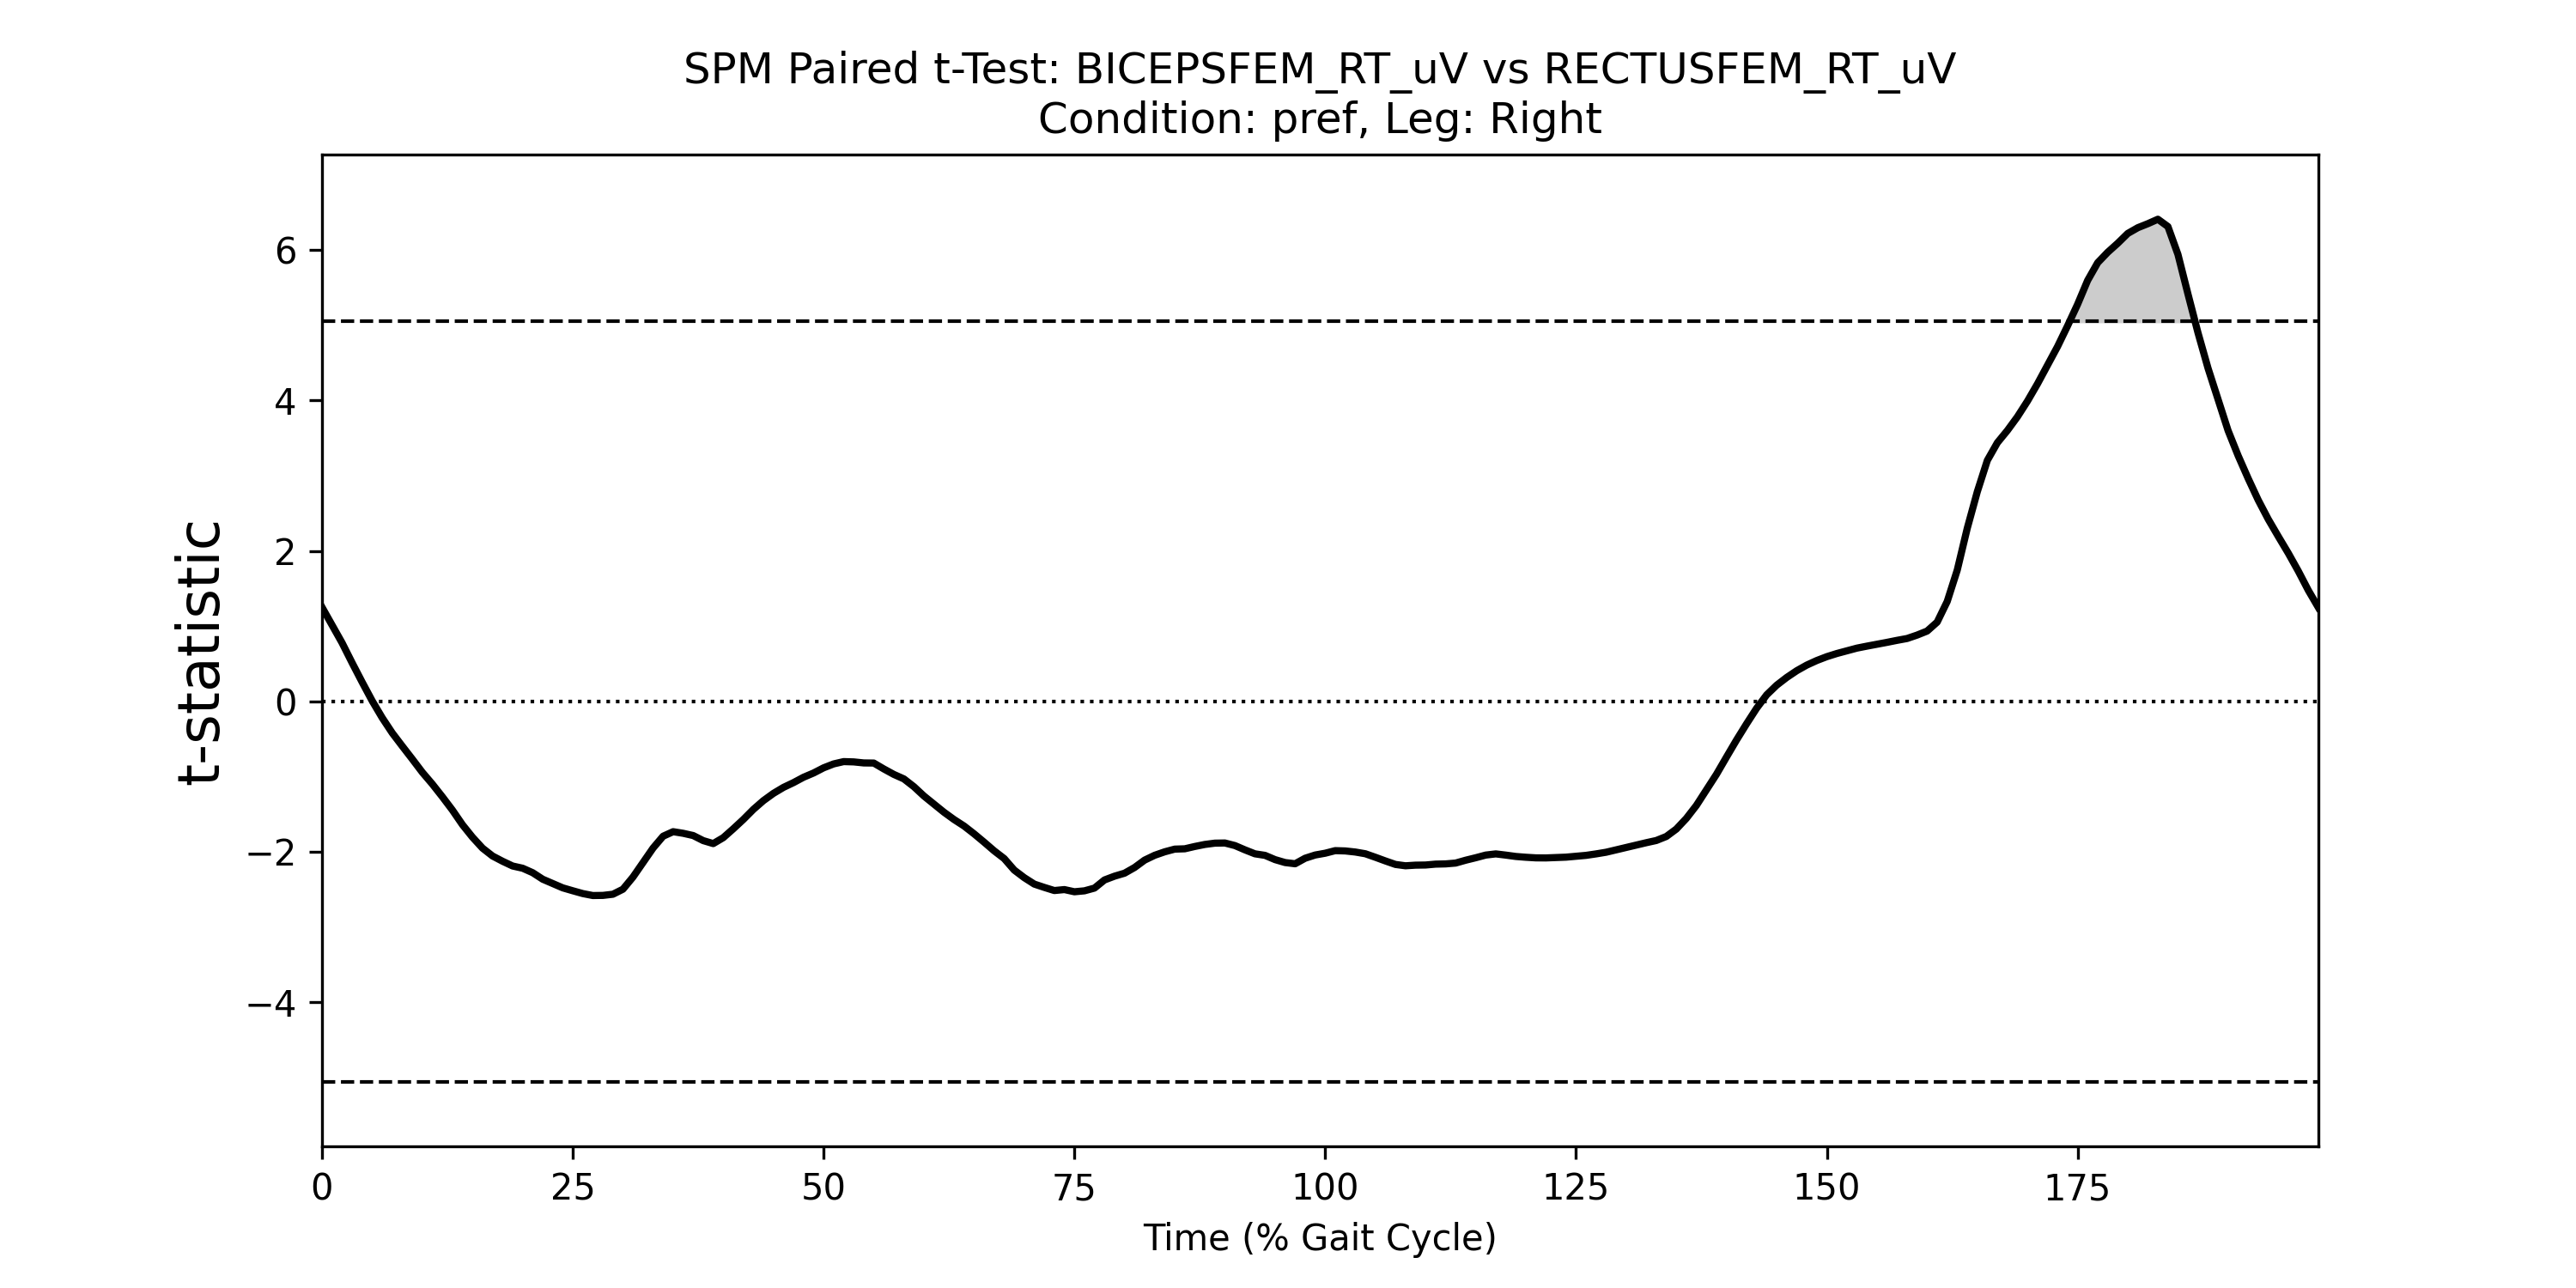 SPM Paired t-Test: BICEPSFEM_RT_uV vs RECTUSFEM_RT_uV
Condition: pref, Leg: Right
t-statistic
6
4
2
0
−2
−4
0 25 50 75 100 125 150 175
Time (% Gait Cycle)